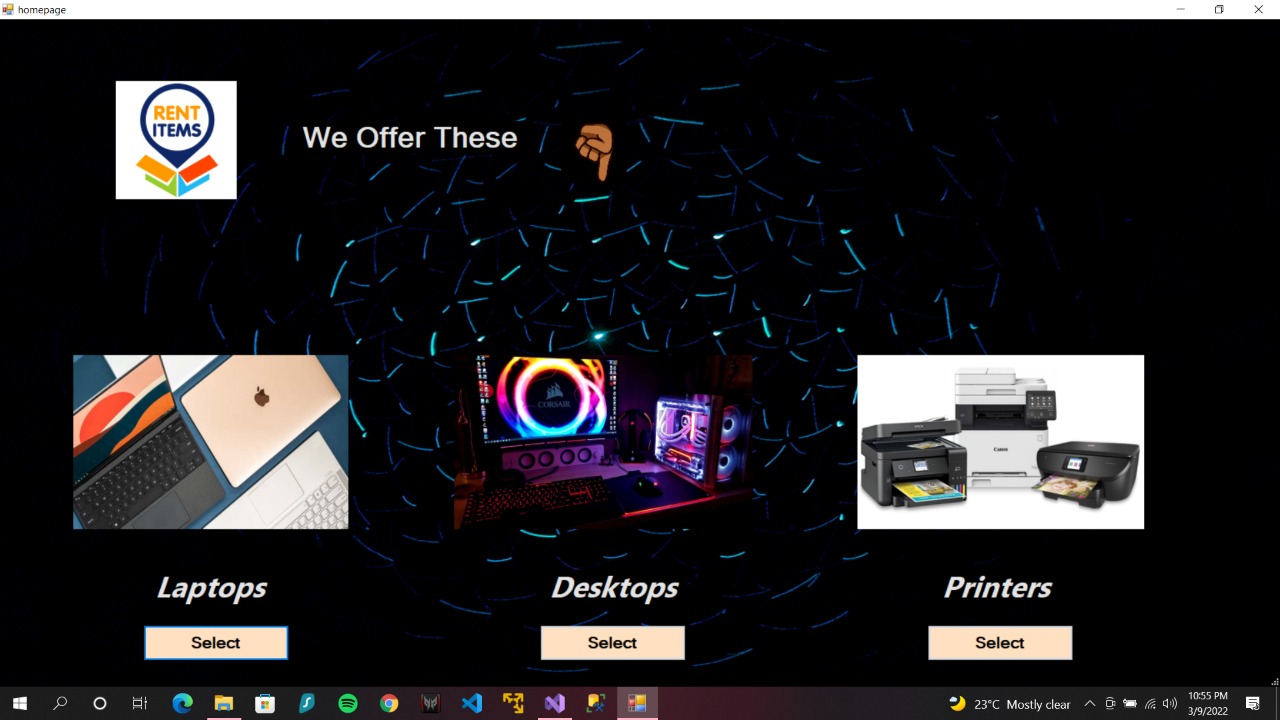 homepage
RENT
ITEMS
We Offer These
CORSAIR
EPSON
Canon
Laptops
Desktops
Printers
Select
Select
Select
23°C Mostly clear
10:55 PM
3/9/2022